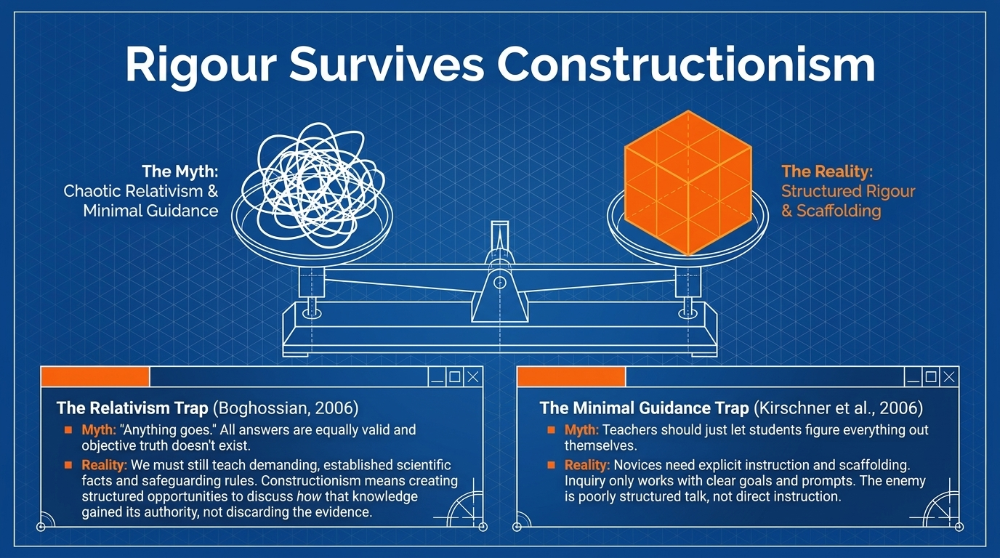 Rigour Survives Constructionism
The Myth:
Chaotic Relativism &
Minimal Guidance
The Reality:
Structured Rigour
& Scaffolding
The Relativism Trap (Boghossian, 2006)
Myth: "Anything goes." All answers are equally valid and
objective truth doesn't exist.
Reality: We must still teach demanding, established scientific
facts and safeguarding rules. Constructionism means creating
structured opportunities to discuss how that knowledge
gained its authority, not discarding the evidence.
The Minimal Guidance Trap (Kirschner et al., 2006)
Myth: Teachers should just let students figure everything out
themselves.
Reality: Novices need explicit instruction and scaffolding.
Inquiry only works with clear goals and prompts. The enemy
is poorly structured talk, not direct instruction.